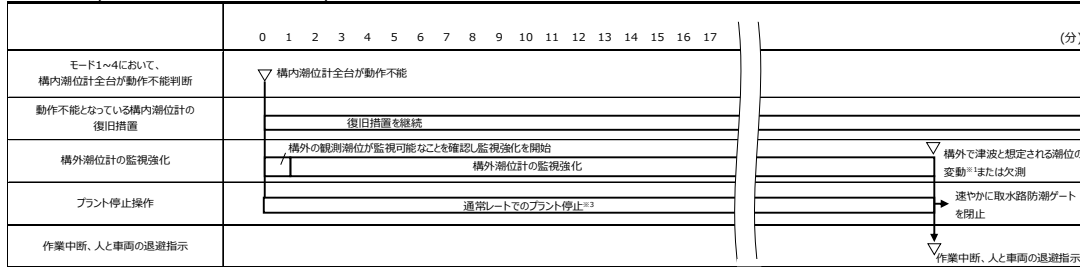 0 1 2 3 4 5 6 7 8 9 10 11 12 13 14 15 16 17 (分)
モード1~4において、
構内潮位計全台が動作不能判断
▽ 構内潮位計全台が動作不能
動作不能となっている構内潮位計の
復旧措置
復旧措置を継続
構外潮位計の監視強化
構外の観測潮位が監視可能なことを確認し監視強化を開始
構外潮位計の監視強化
▽ 構外で津波と想定される潮位の
変動※1または欠測
プラント停止操作
通常レートでのプラント停止※3
速やかに取水路防潮ゲート
を閉止
作業中断、人と車両の退避指示
▽
作業中断、人と車両の退避指示